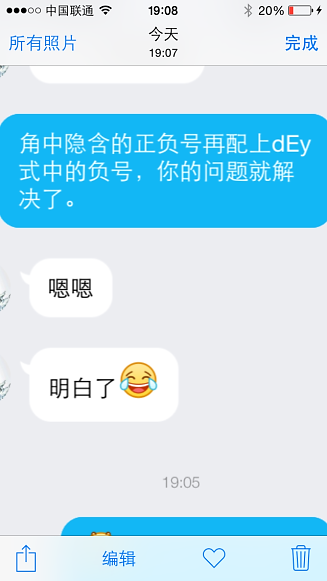 中国联通 19:08 20%
所有照片 今天 完成
19:07
角中隐含的正负号再配上dEy
式中的负号，你的问题就解
决了。
嗯嗯
明白了
19:05
编辑